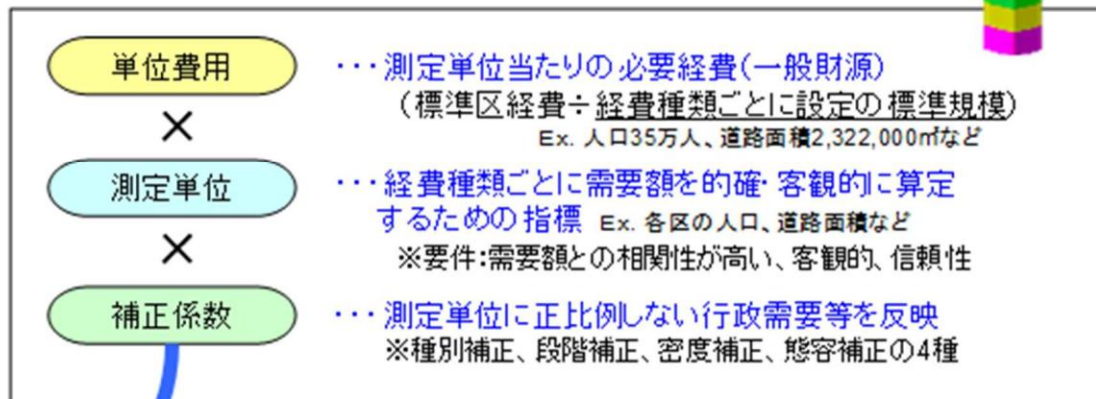 単位費用 ・・・測定単位当たりの必要経費(一般財源)
(標準区経費÷経費種類ごとに設定の標準規模)
× Ex. 人口35万人、道路面積2,322,000㎡など
測定単位 ・・・経費種類ごとに需要額を的確・客観的に算定
するための指標 Ex. 各区の人口、道路面積など
× ※要件:需要額との相関性が高い、客観的、信頼性
補正係数 ・・・測定単位に正比例しない行政需要等を反映
※種別補正、段階補正、密度補正、態容補正の4種